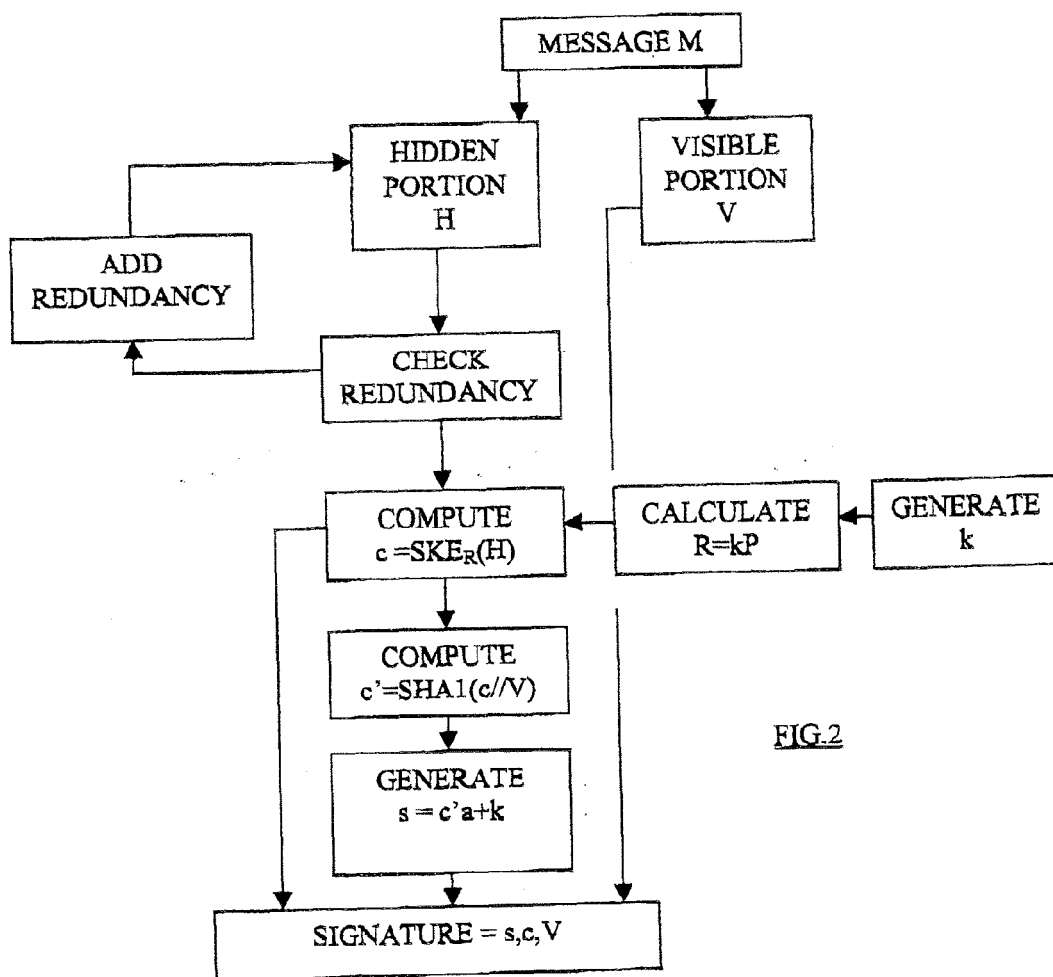 MESSAGE M
HIDDEN
PORTION
H
VISIBLE
PORTION
V
ADD
REDUNDANCY
CHECK
REDUNDANCY
COMPUTE
c =SKE_R(H)
CALCULATE
R=kP
GENERATE
k
COMPUTE
c'=SHA1(c//V)
FIG.2
GENERATE
s = c'a+k
SIGNATURE = s,c,V